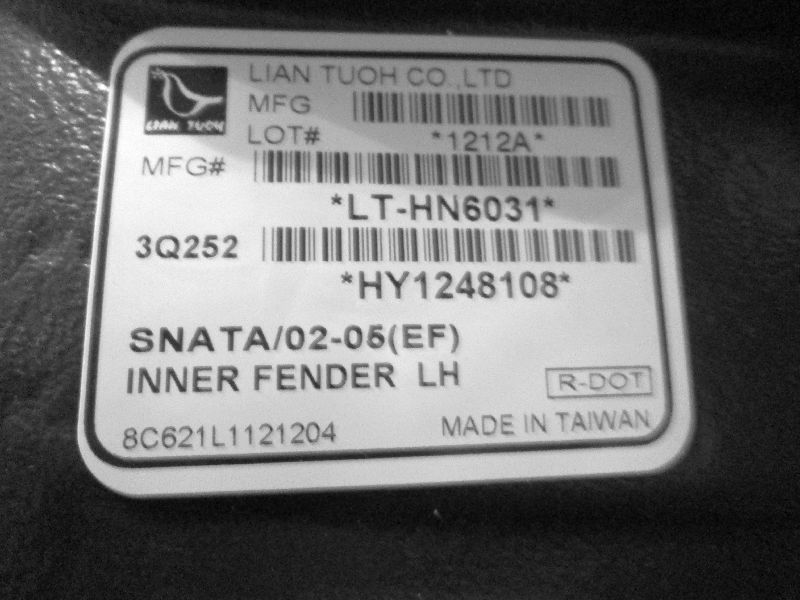 LIAN TUOH CO.,LTD
LIAN TUOH
MFG
LOT#
*1212A*
MFG#
*LT-HN6031*
3Q252
*HY1248108*
SNATA/02-05(EF)
INNER FENDER LH
R-DOT
8C621L1121204
MADE IN TAIWAN